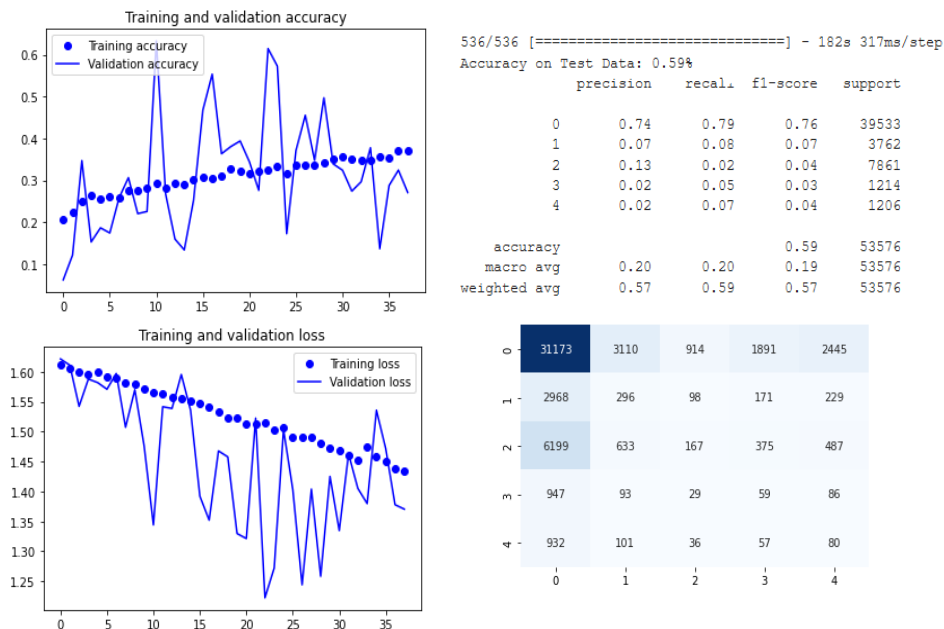 Training and validation accuracy
Training accuracy
Validation accuracy
0.6
0.5
0.4
0.3
0.2
0.1
0 5 10 15 20 25 30 35
Training and validation loss
Training loss
Validation loss
1.60
1.55
1.50
1.45
1.40
1.35
1.30
1.25
0 5 10 15 20 25 30 35
536/536 [==============================] - 182s 317ms/step
Accuracy on Test Data: 0.59%
precision recall f1-score support
0 0.74 0.79 0.76 39533
1 0.07 0.08 0.07 3762
2 0.13 0.02 0.04 7861
3 0.02 0.05 0.03 1214
4 0.02 0.07 0.04 1206
accuracy 0.59 53576
macro avg 0.20 0.20 0.19 53576
weighted avg 0.57 0.59 0.57 53576
0 31173 3110 914 1891 2445
1 2968 296 98 171 229
2 6199 633 167 375 487
3 947 93 29 59 86
4 932 101 36 57 80
0 1 2 3 4